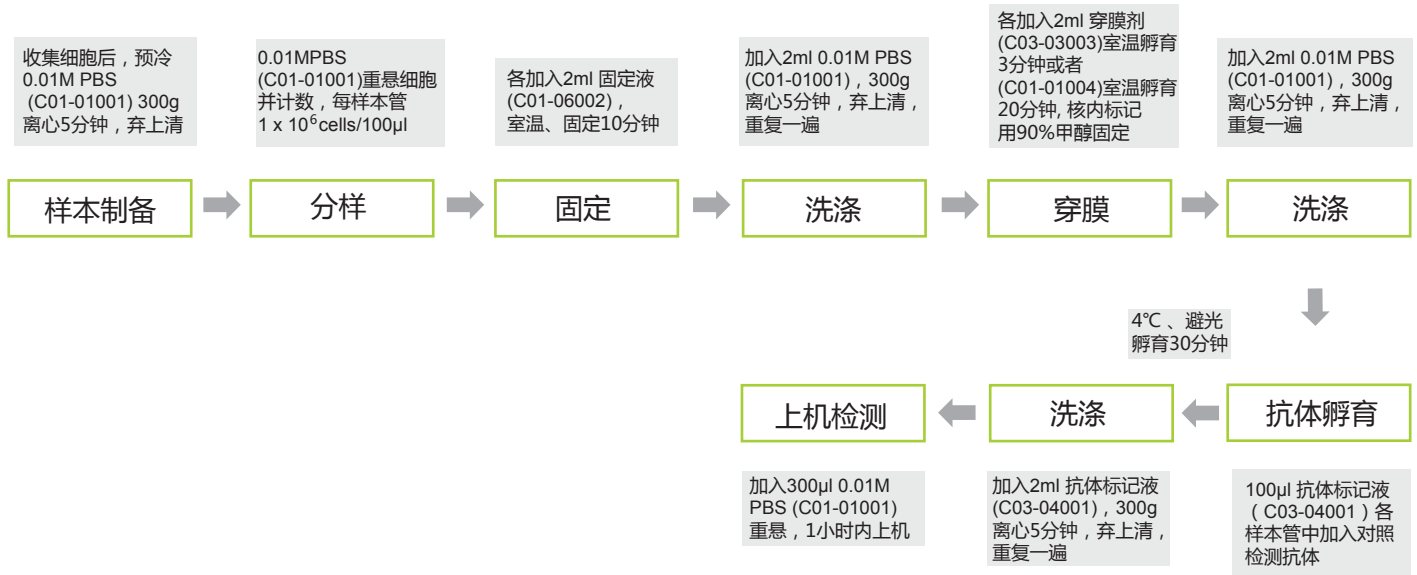 收集细胞后，预冷
0.01M PBS
(C01-01001) 300g
离心5分钟，弃上清
0.01MPBS
(C01-01001)重悬细胞
并计数，每样本管
1 x 10⁶cells/100μl
各加入2ml 固定液
(C01-06002)，
室温、固定10分钟
加入2ml 0.01M PBS
(C01-01001)，300g
离心5分钟，弃上清，
重复一遍
各加入2ml 穿膜剂
(C03-03003)室温孵育
3分钟或者
(C01-01004)室温孵育
20分钟, 核内标记
用90%甲醇固定
加入2ml 0.01M PBS
(C01-01001)，300g
离心5分钟，弃上清，
重复一遍
样本制备
分样
固定
洗涤
穿膜
洗涤
4℃ 、避光
孵育30分钟
抗体孵育
洗涤
上机检测
100μl 抗体标记液
（C03-04001）各
样本管中加入对照
检测抗体
加入2ml 抗体标记液
(C03-04001)，300g
离心5分钟，弃上清，
重复一遍
加入300μl 0.01M
PBS (C01-01001)
重悬，1小时内上机